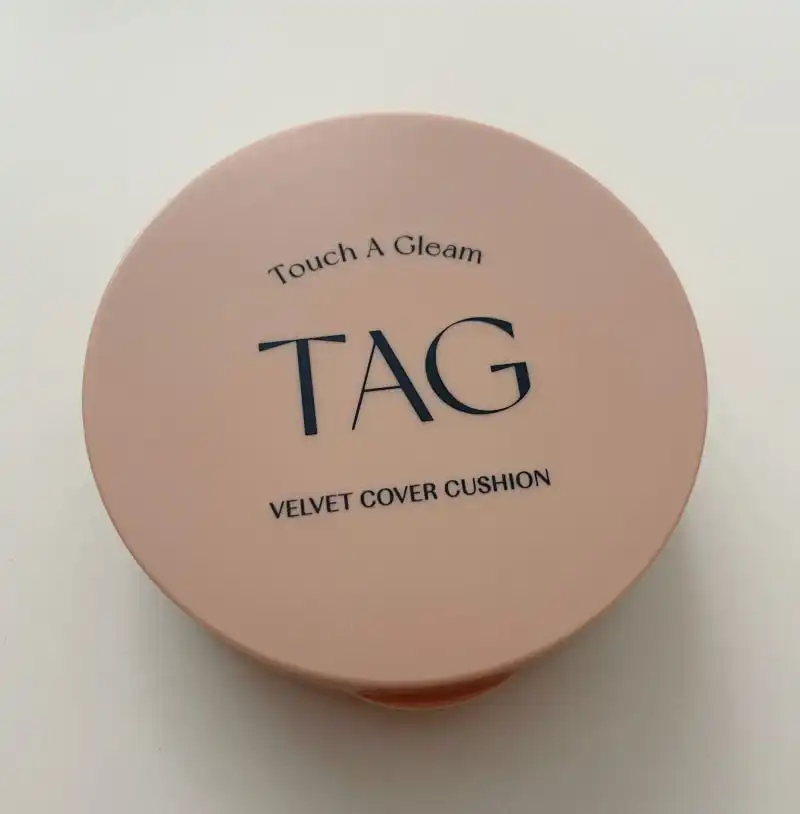 Touch A Gleam
TAG
VELVET COVER CUSHION